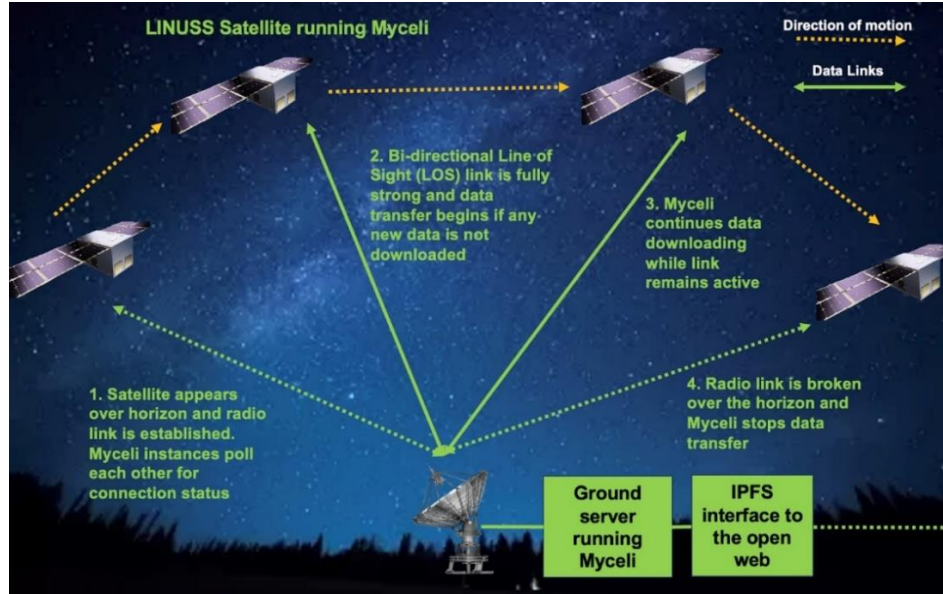 LINUSS Satellite running Myceli
Direction of motion
Data Links
1. Satellite appears
over horizon and radio
link is established.
Myceli instances poll
each other for
connection status
2. Bi-directional Line of
Sight (LOS) link is fully
strong and data
transfer begins if any
new data is not
downloaded
3. Myceli
continues data
downloading
while link
remains active
4. Radio link is broken
over the horizon and
Myceli stops data
transfer
Ground
server
running
Myceli
IPFS
interface to
the open
web